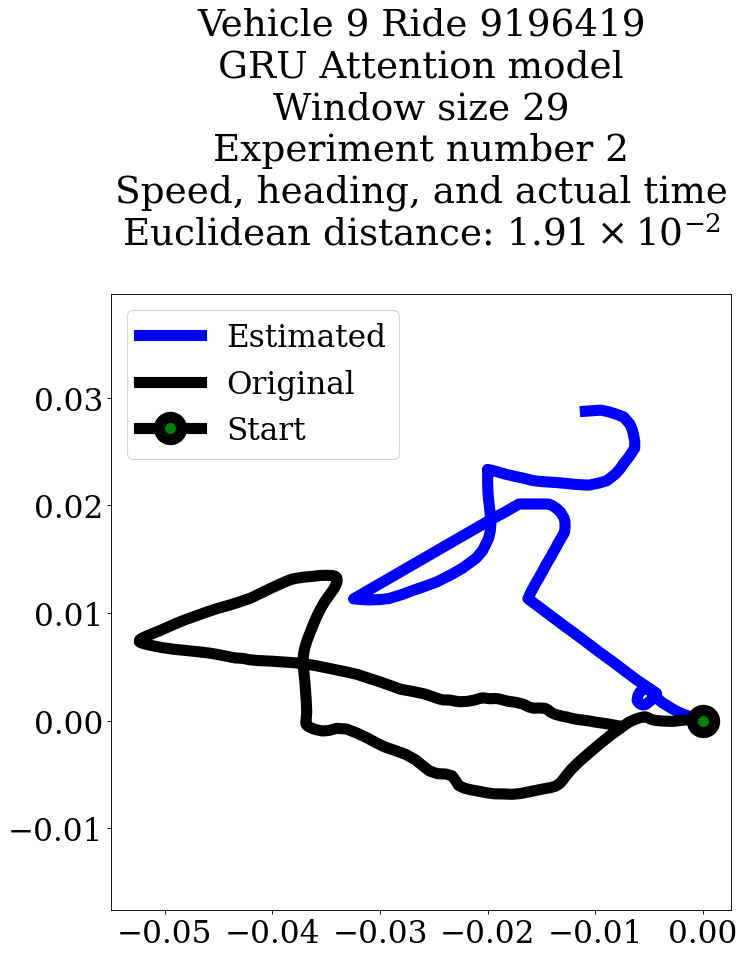 Vehicle 9 Ride 9196419
GRU Attention model
Window size 29
Experiment number 2
Speed, heading, and actual time
Euclidean distance: 1.91 × 10⁻²
Estimated
Original
Start
0.03
0.02
0.01
0.00
−0.01
−0.05 −0.04 −0.03 −0.02 −0.01 0.00